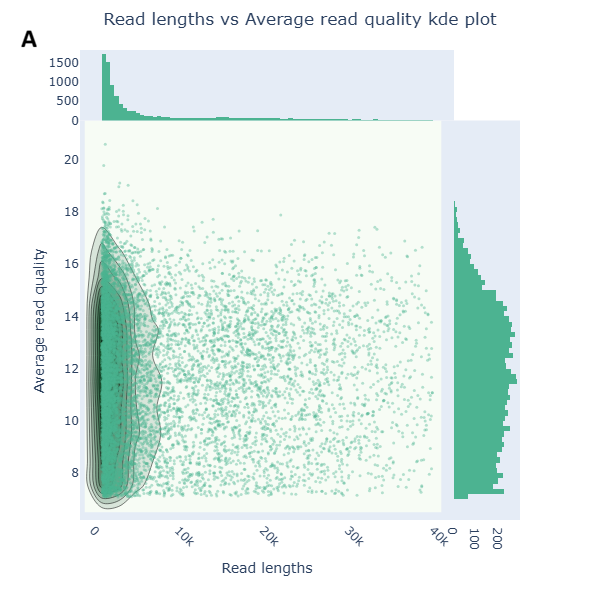 Read lengths vs Average read quality kde plot
A
1500
1000
500
0
20
18
16
14
12
10
8
Average read quality
0
10k
20k
30k
40k
0
100
200
Read lengths